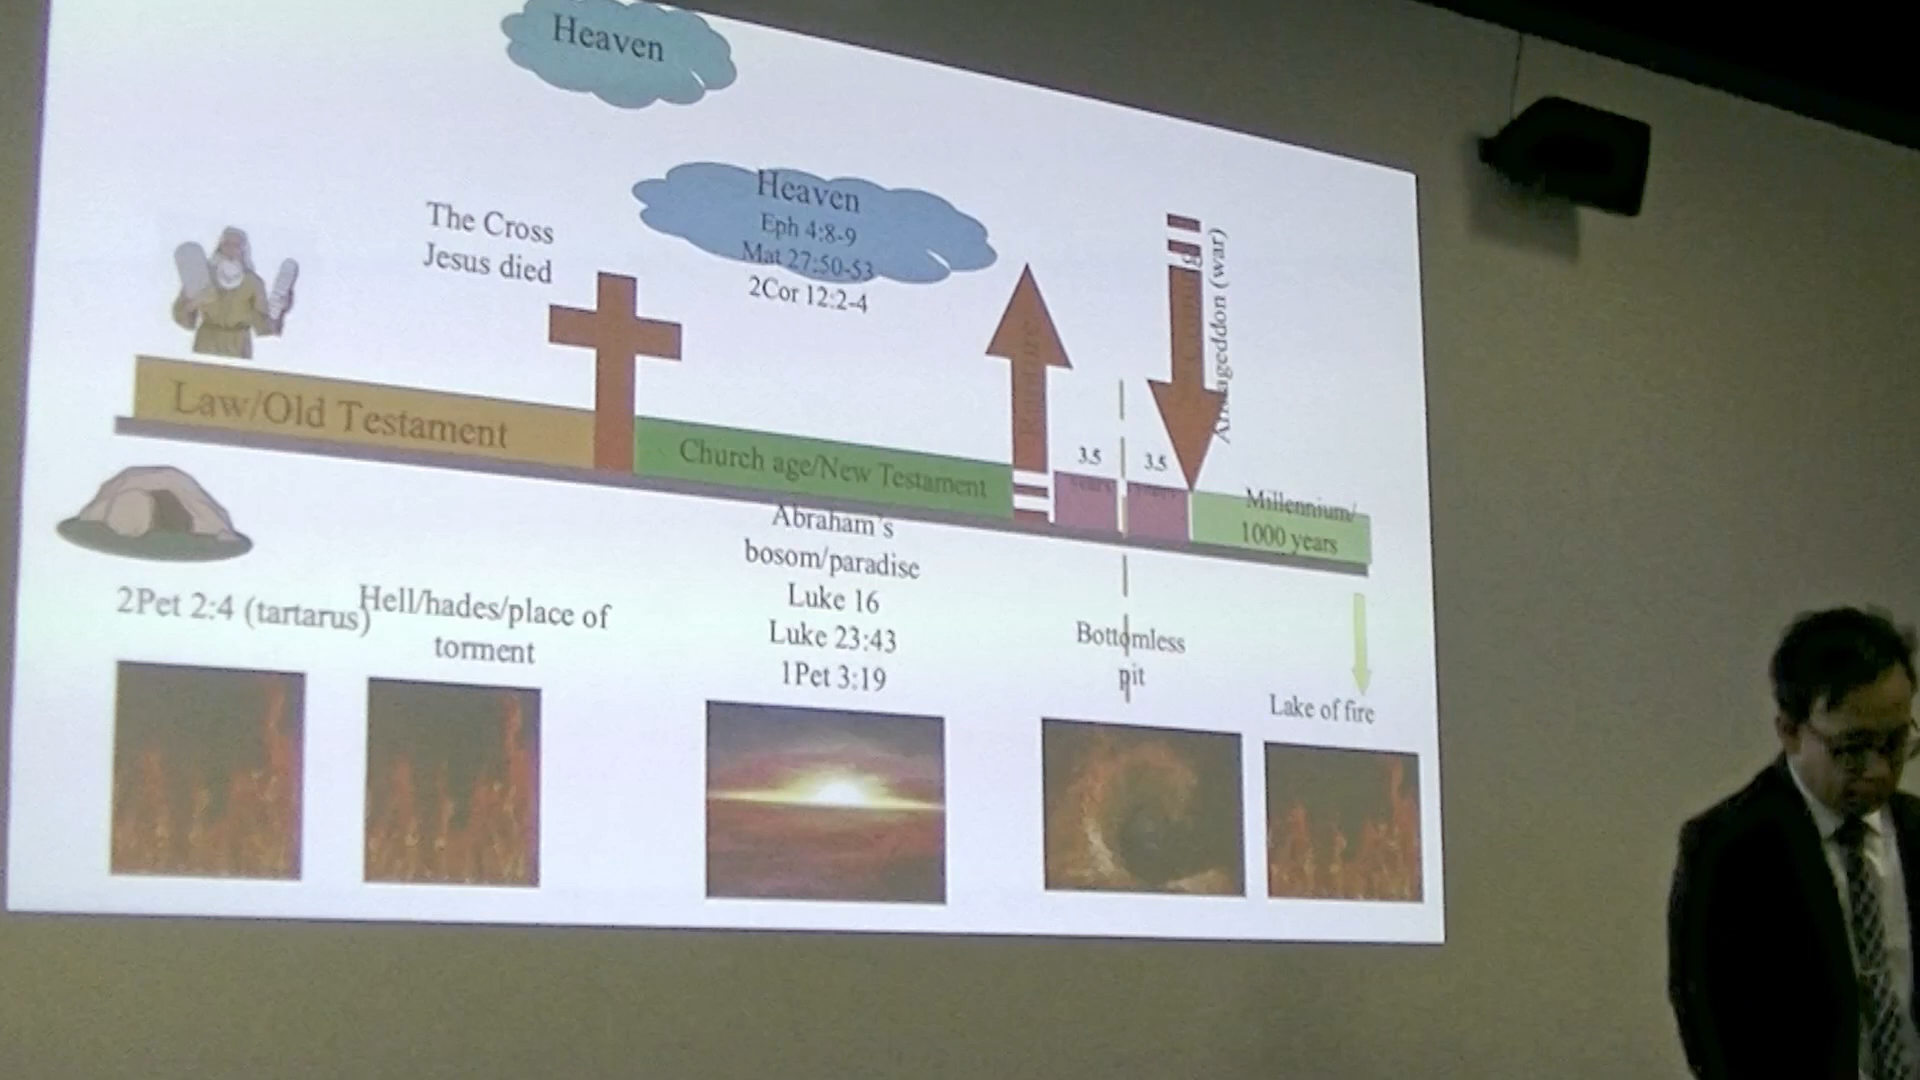 Heaven
Heaven
Eph 4:8-9
Mat 27:50-53
2Cor 12:2-4
The Cross
Jesus died
Rapture
Armageddon (war)
Law/Old Testament
Church age/New Testament
3.5
years
3.5
years
Millennium/
1000 years
2Pet 2:4 (tartarus)
Hell/hades/place of
torment
Abraham's
bosom/paradise
Luke 16
Luke 23:43
1Pet 3:19
Bottomless
pit
Lake of fire